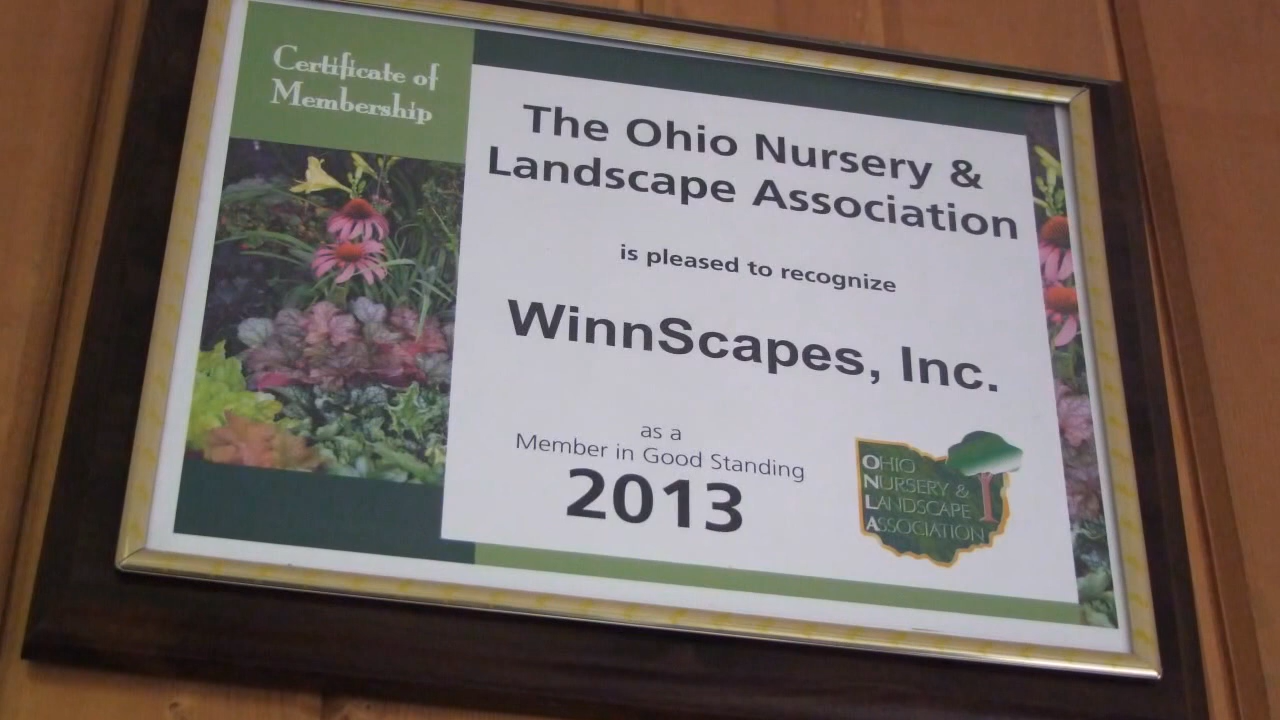 Certificate of
Membership
The Ohio Nursery &
Landscape Association
is pleased to recognize
WinnScapes, Inc.
as a
Member in Good Standing
2013
OHIO
NURSERY &
LANDSCAPE
ASSOCIATION